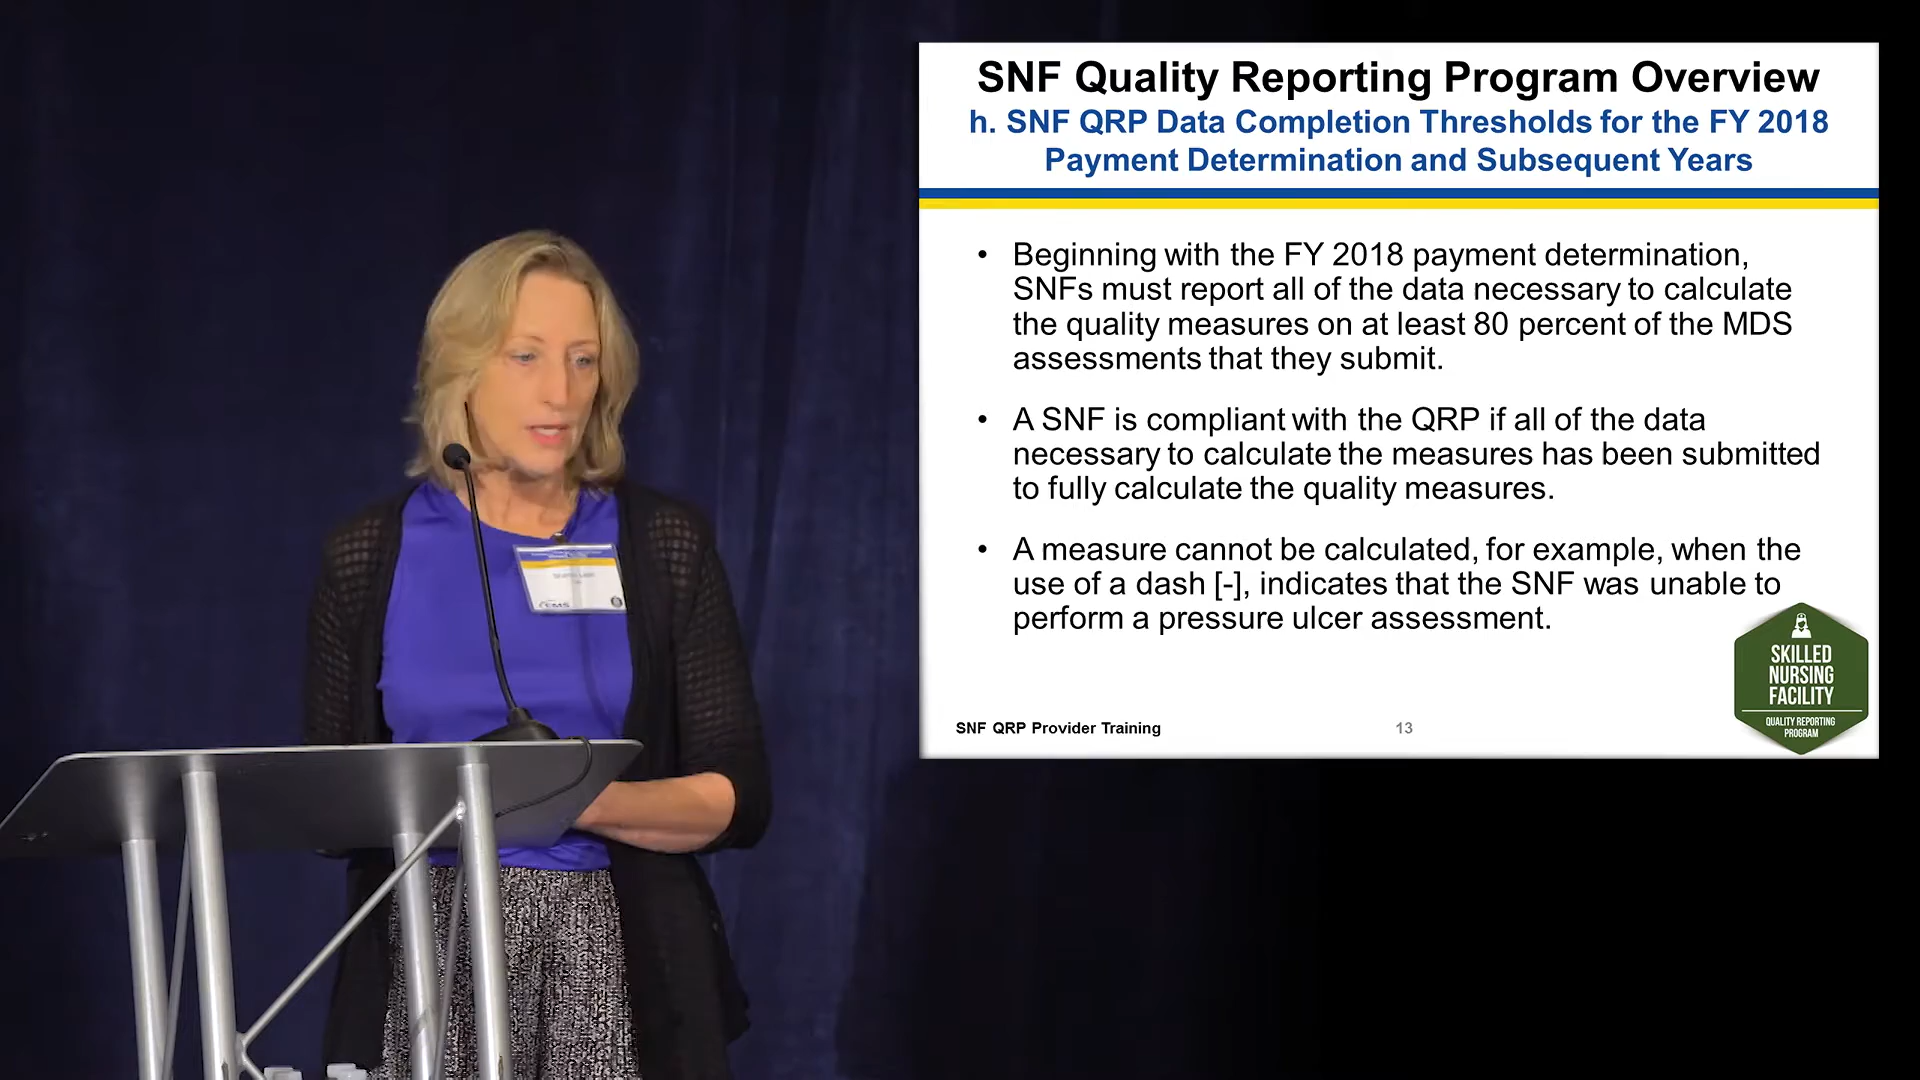 SNF Quality Reporting Program Overview
h. SNF QRP Data Completion Thresholds for the FY 2018
Payment Determination and Subsequent Years
• Beginning with the FY 2018 payment determination,
SNFs must report all of the data necessary to calculate
the quality measures on at least 80 percent of the MDS
assessments that they submit.
• A SNF is compliant with the QRP if all of the data
necessary to calculate the measures has been submitted
to fully calculate the quality measures.
• A measure cannot be calculated, for example, when the
use of a dash [-], indicates that the SNF was unable to
perform a pressure ulcer assessment.
SKILLED
NURSING
FACILITY
QUALITY REPORTING
PROGRAM
SNF QRP Provider Training
13
CMS